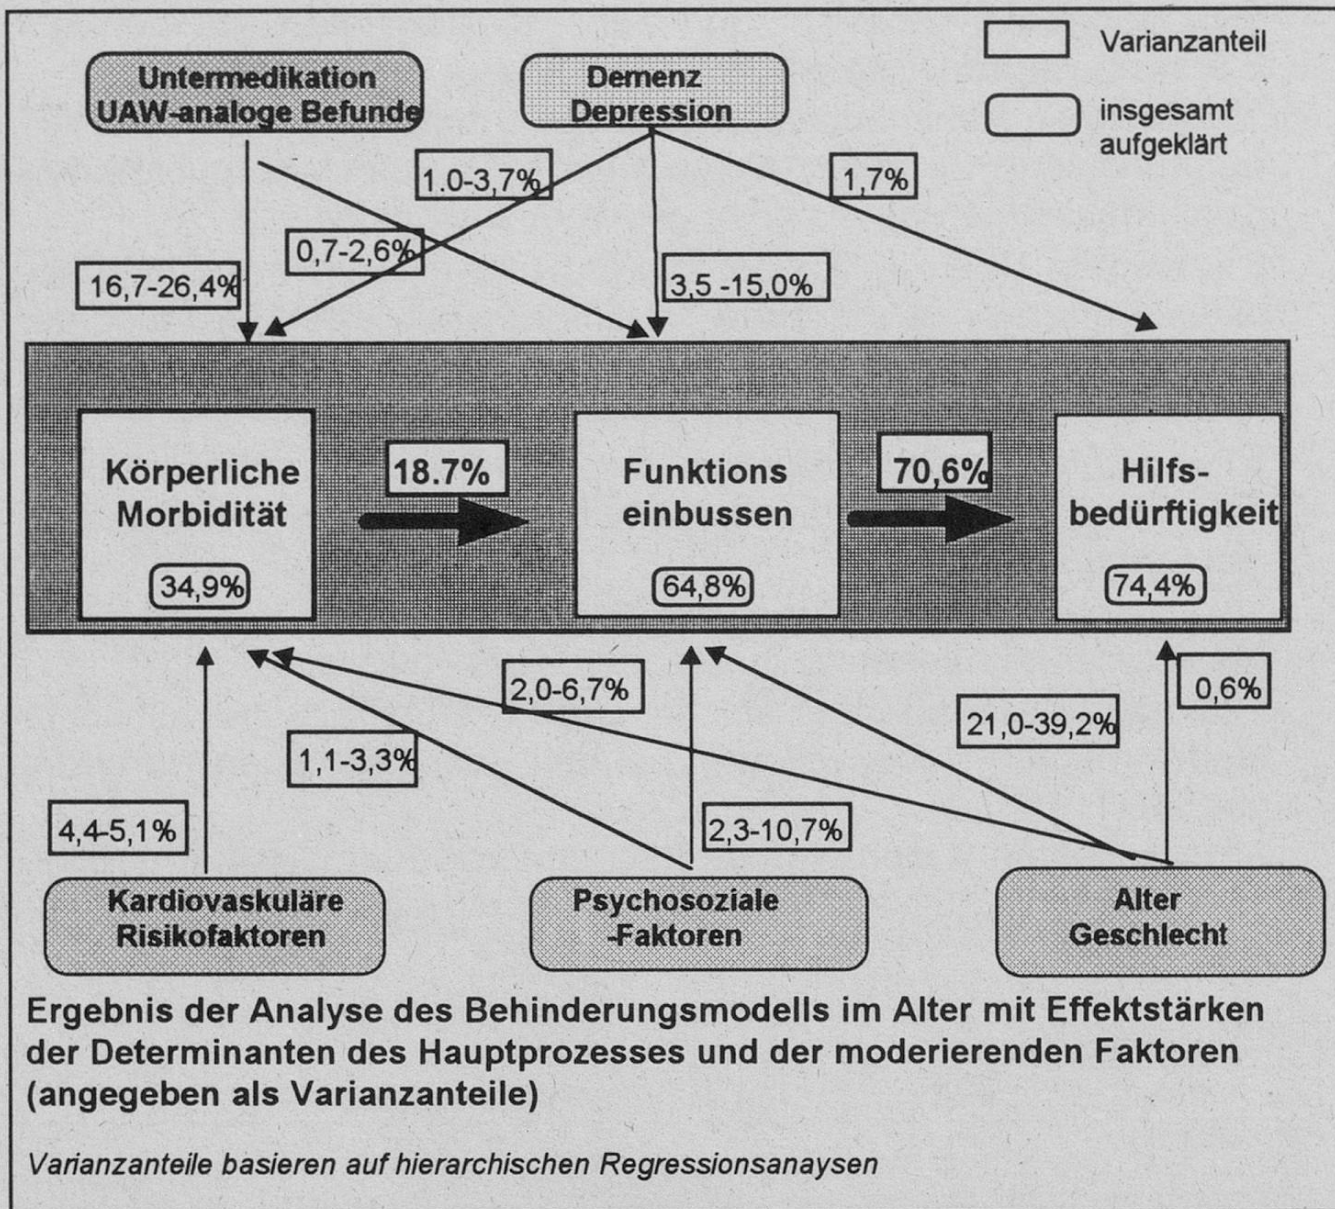 Varianzanteil
insgesamt
aufgeklärt
Untermedikation
UAW-analoge Befunde
Demenz
Depression
1.0-3,7%
1,7%
0,7-2,6%
16,7-26,4%
3,5 -15,0%
Körperliche
Morbidität
34,9%
18.7%
Funktions
einbussen
64,8%
70,6%
Hilfs-
bedürftigkeit
74,4%
2,0-6,7%
0,6%
21,0-39,2%
1,1-3,3%
4,4-5,1%
2,3-10,7%
Kardiovaskuläre
Risikofaktoren
Psychosoziale
-Faktoren
Alter
Geschlecht
Ergebnis der Analyse des Behinderungsmodells im Alter mit Effektstärken
der Determinanten des Hauptprozesses und der moderierenden Faktoren
(angegeben als Varianzanteile)
Varianzanteile basieren auf hierarchischen Regressionsanaysen